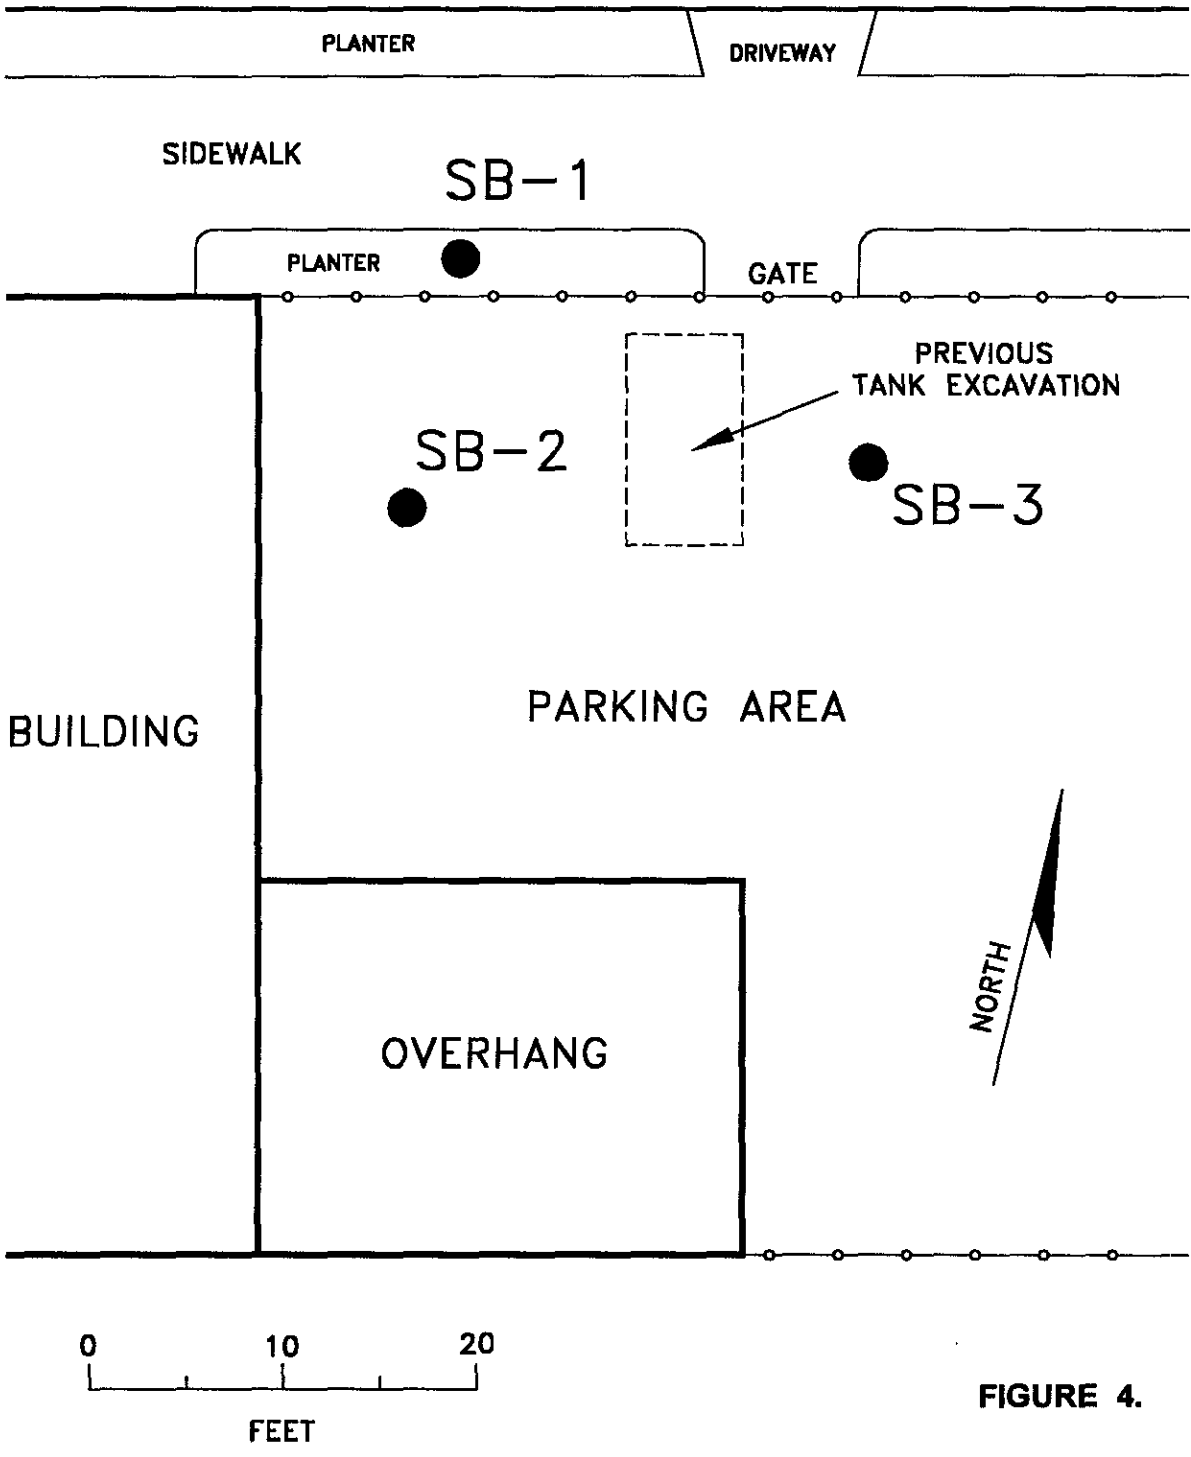 PLANTER
DRIVEWAY
SIDEWALK
SB-1
PLANTER
GATE
PREVIOUS
TANK EXCAVATION
SB-2
SB-3
PARKING AREA
BUILDING
NORTH
OVERHANG
0 10 20
FEET
FIGURE 4.